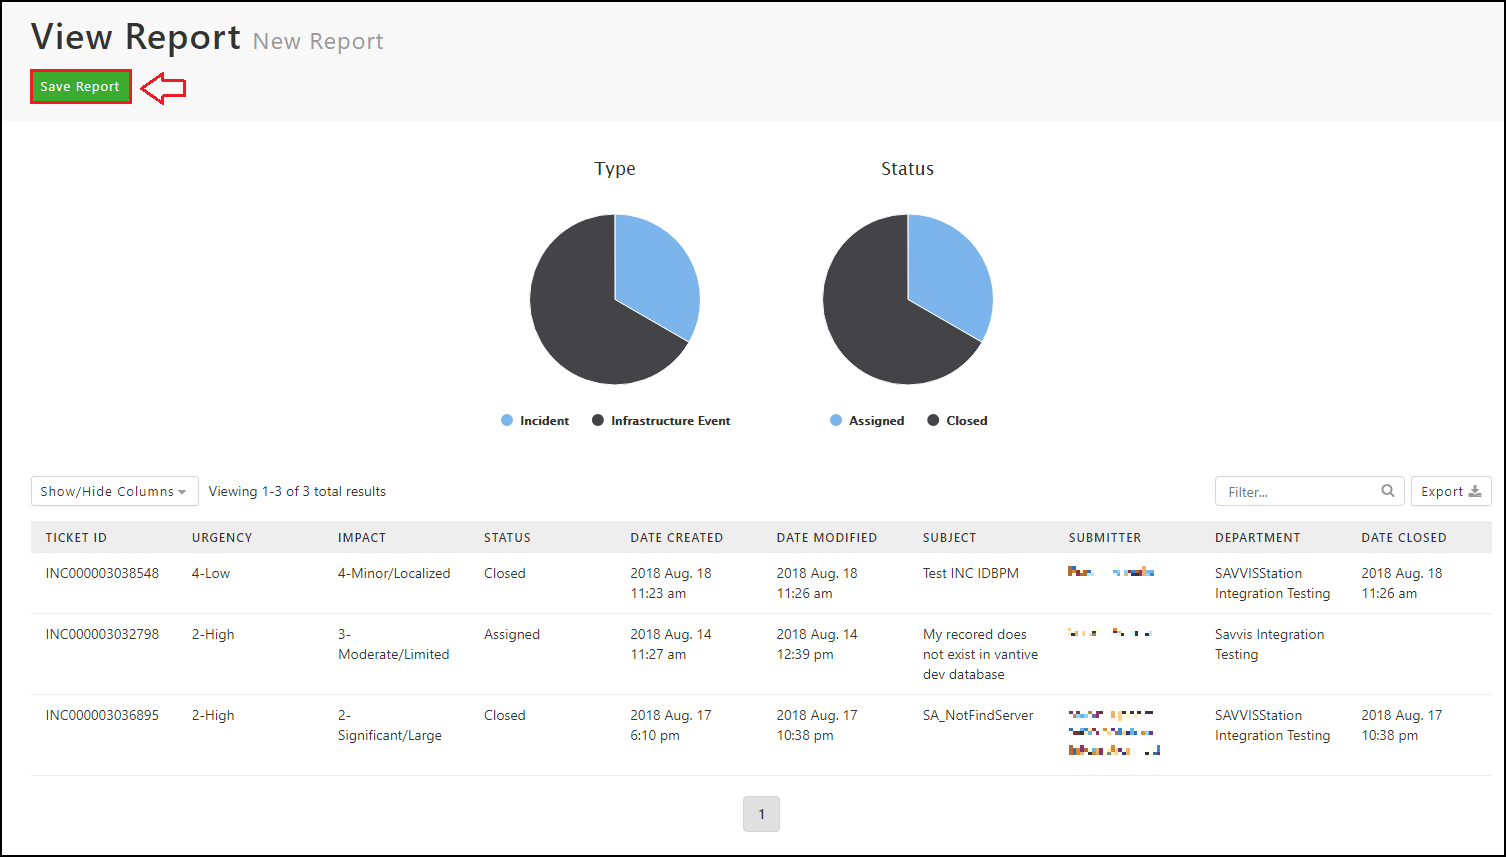 View Report New Report
Save Report
Type
Status
Incident Infrastructure Event
Assigned Closed
Show/Hide Columns Viewing 1-3 of 3 total results
Filter... Export
TICKET ID URGENCY IMPACT STATUS DATE CREATED DATE MODIFIED SUBJECT SUBMITTER DEPARTMENT DATE CLOSED
INC000003038548 4-Low 4-Minor/Localized Closed 2018 Aug. 18 2018 Aug. 18 Test INC IDBPM SAVVISStation 2018 Aug. 18
11:23 am 11:26 am Integration Testing 11:26 am
INC000003032798 2-High 3- Assigned 2018 Aug. 14 2018 Aug. 14 My recored does Savvis Integration
Moderate/Limited 11:27 am 12:39 pm not exist in vantive Testing
dev database
INC000003036895 2-High 2- Closed 2018 Aug. 17 2018 Aug. 17 SA_NotFindServer SAVVISStation 2018 Aug. 17
Significant/Large 6:10 pm 10:38 pm Integration Testing 10:38 pm
1